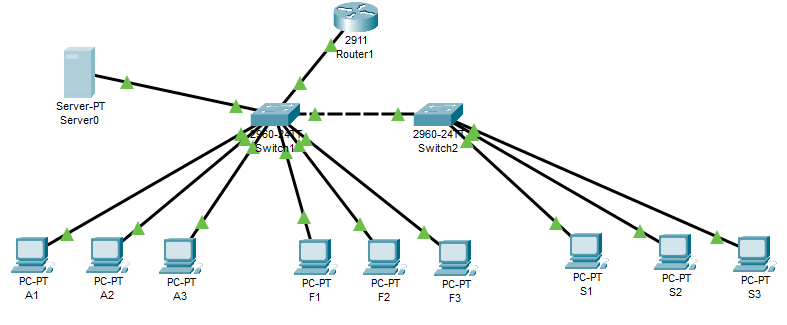 2911
Router1
Server-PT
Server0
2960-24TT
Switch1
2960-24TT
Switch2
PC-PT
A1
PC-PT
A2
PC-PT
A3
PC-PT
F1
PC-PT
F2
PC-PT
F3
PC-PT
S1
PC-PT
S2
PC-PT
S3